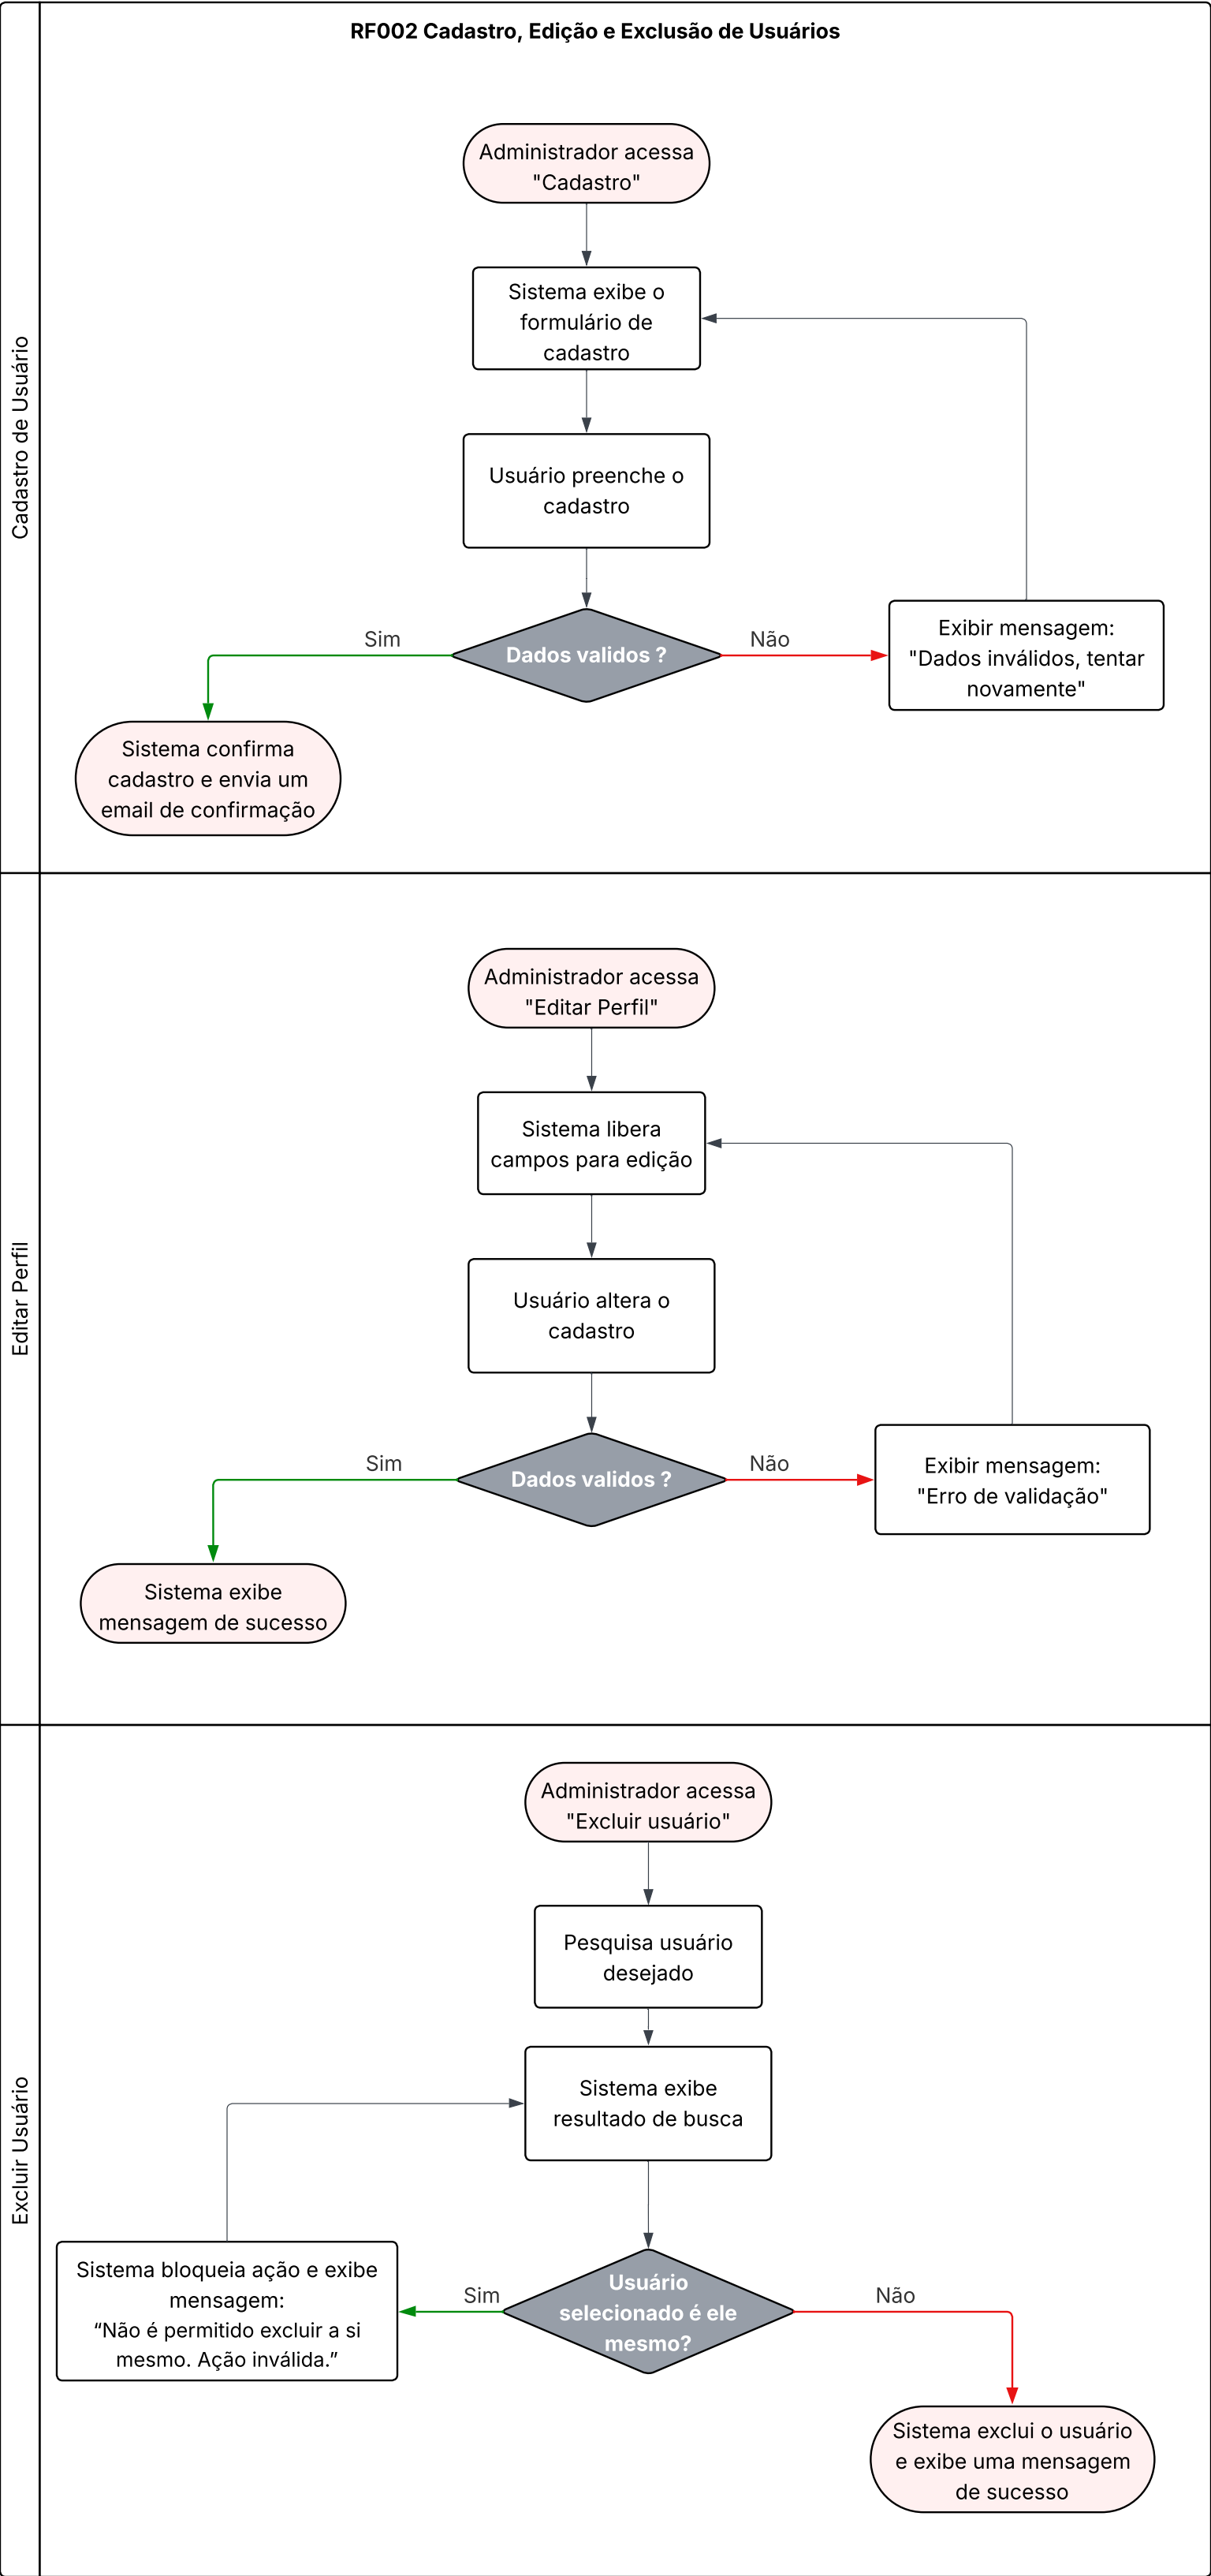 RF002 Cadastro, Edição e Exclusão de Usuários
Cadastro de Usuário
Administrador acessa
"Cadastro"
Sistema exibe o
formulário de
cadastro
Usuário preenche o
cadastro
Dados validos ?
Sim
Não
Exibir mensagem:
"Dados inválidos, tentar
novamente"
Sistema confirma
cadastro e envia um
email de confirmação
Editar Perfil
Administrador acessa
"Editar Perfil"
Sistema libera
campos para edição
Usuário altera o
cadastro
Dados validos ?
Sim
Não
Exibir mensagem:
"Erro de validação"
Sistema exibe
mensagem de sucesso
Excluir Usuário
Administrador acessa
"Excluir usuário"
Pesquisa usuário
desejado
Sistema exibe
resultado de busca
Usuário
selecionado é ele
mesmo?
Sim
Não
Sistema bloqueia ação e exibe
mensagem:
“Não é permitido excluir a si
mesmo. Ação inválida.”
Sistema exclui o usuário
e exibe uma mensagem
de sucesso